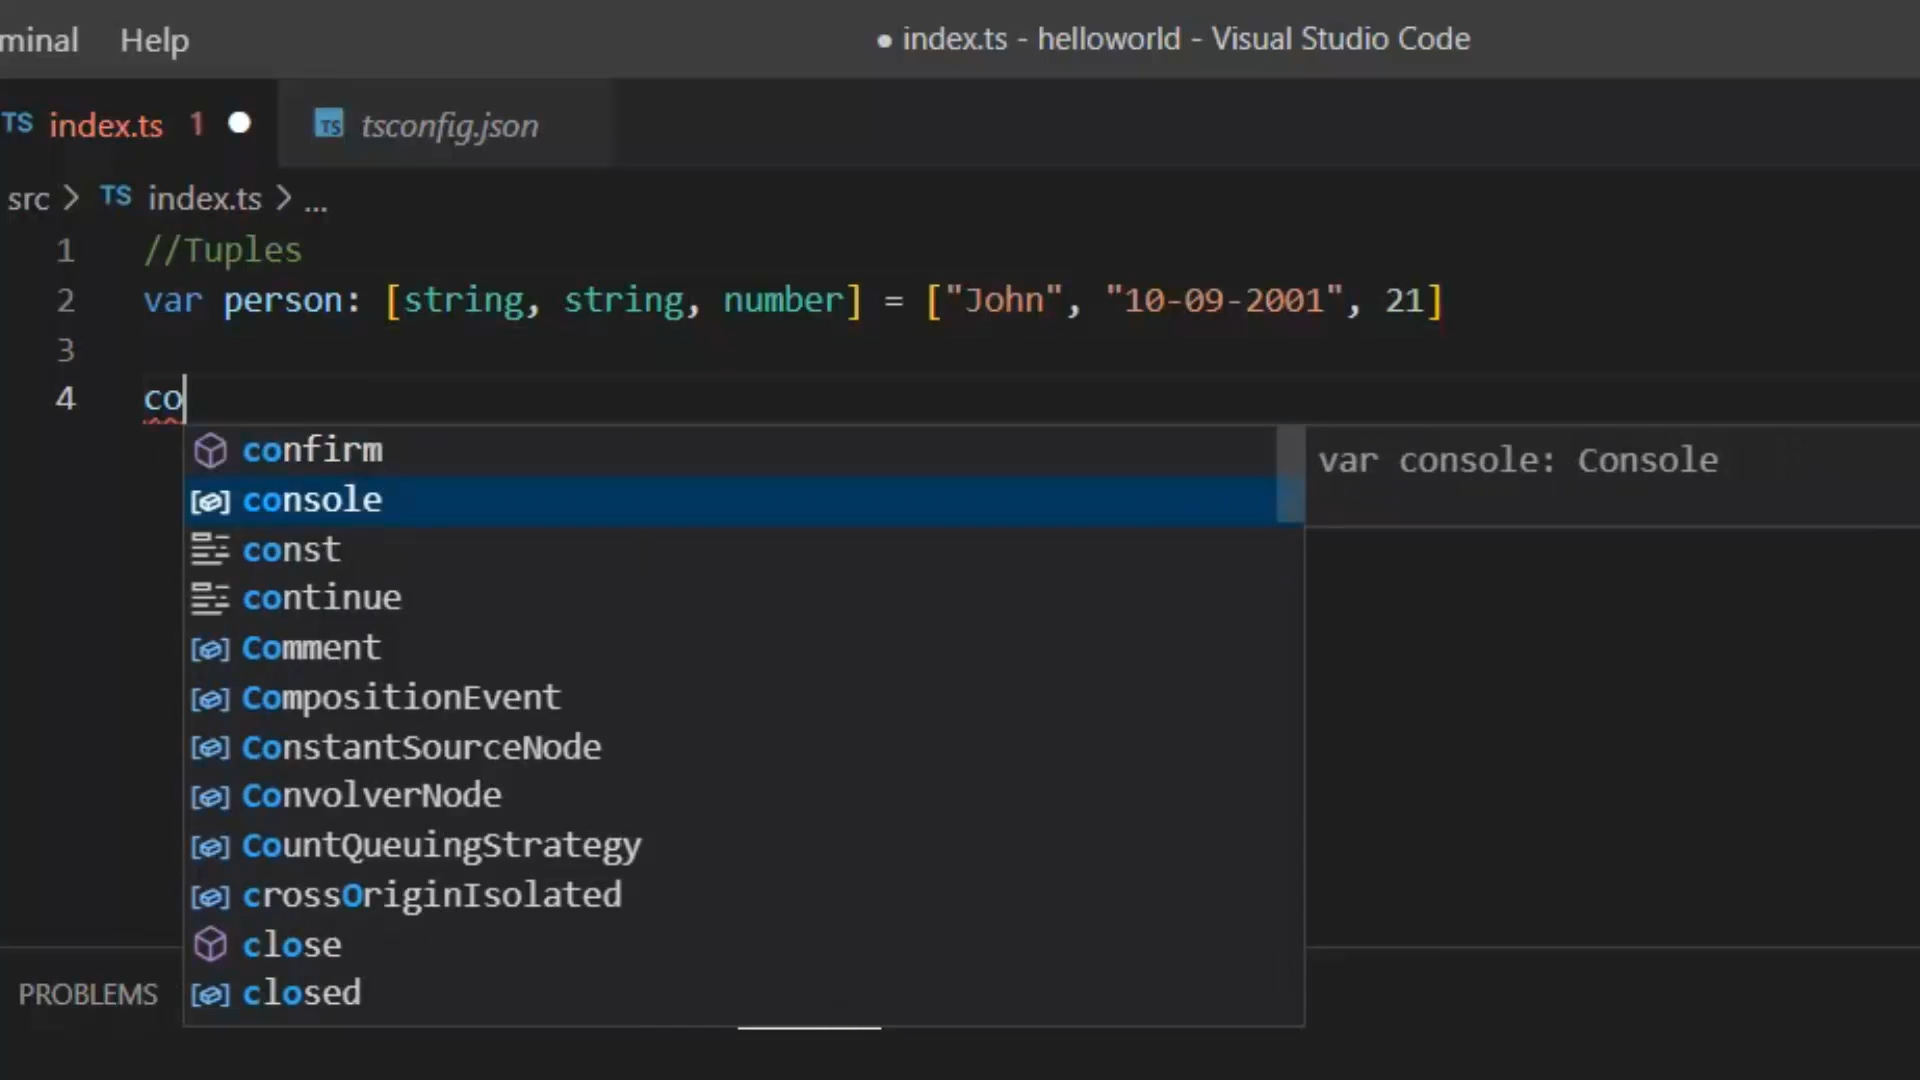 minal Help ● index.ts - helloworld - Visual Studio Code
TS index.ts 1 ● TS tsconfig.json
src > TS index.ts > ...
1 //Tuples
2 var person: [string, string, number] = ["John", "10-09-2001", 21]
3
4 co
confirm
console var console: Console
const
continue
Comment
CompositionEvent
ConstantSourceNode
ConvolverNode
CountQueuingStrategy
crossOriginIsolated
close
closed
PROBLEMS